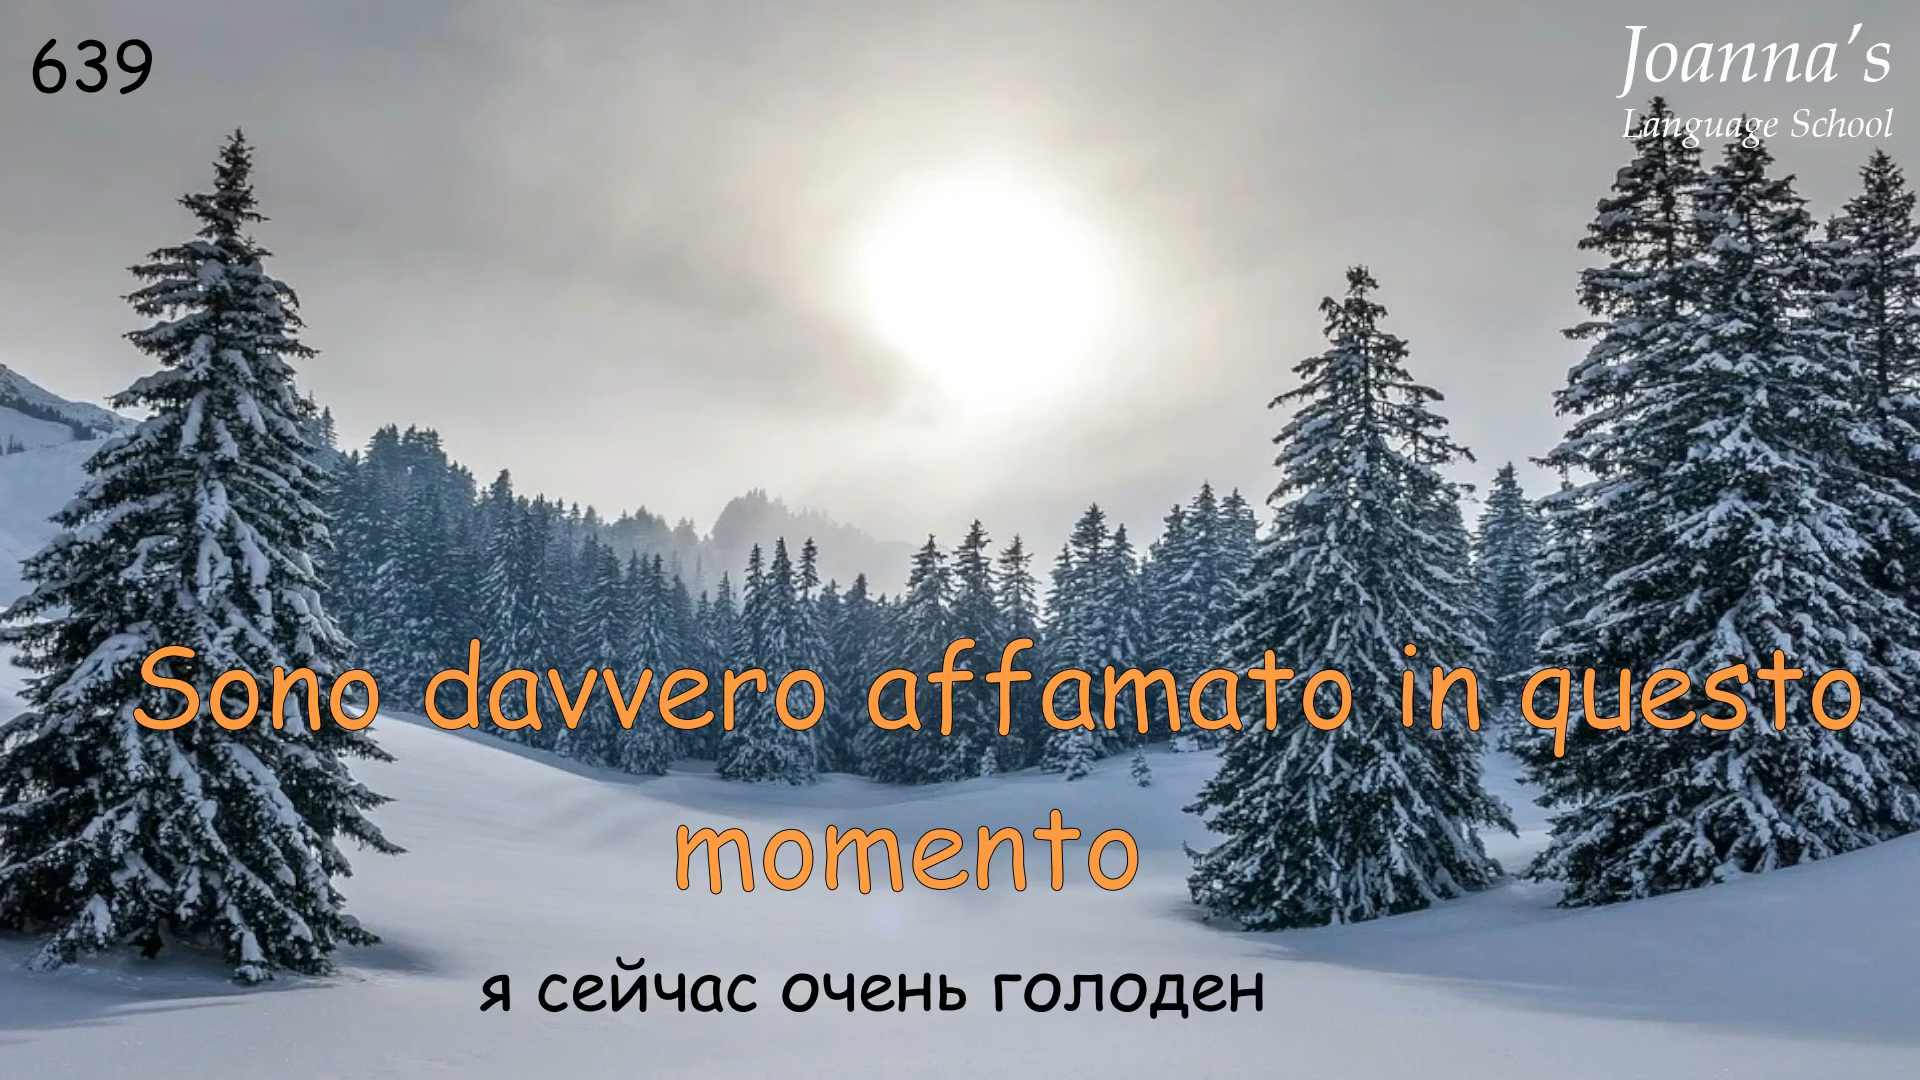 639
Joanna's
Language School
Sono davvero affamato in questo
momento
я сейчас очень голоден